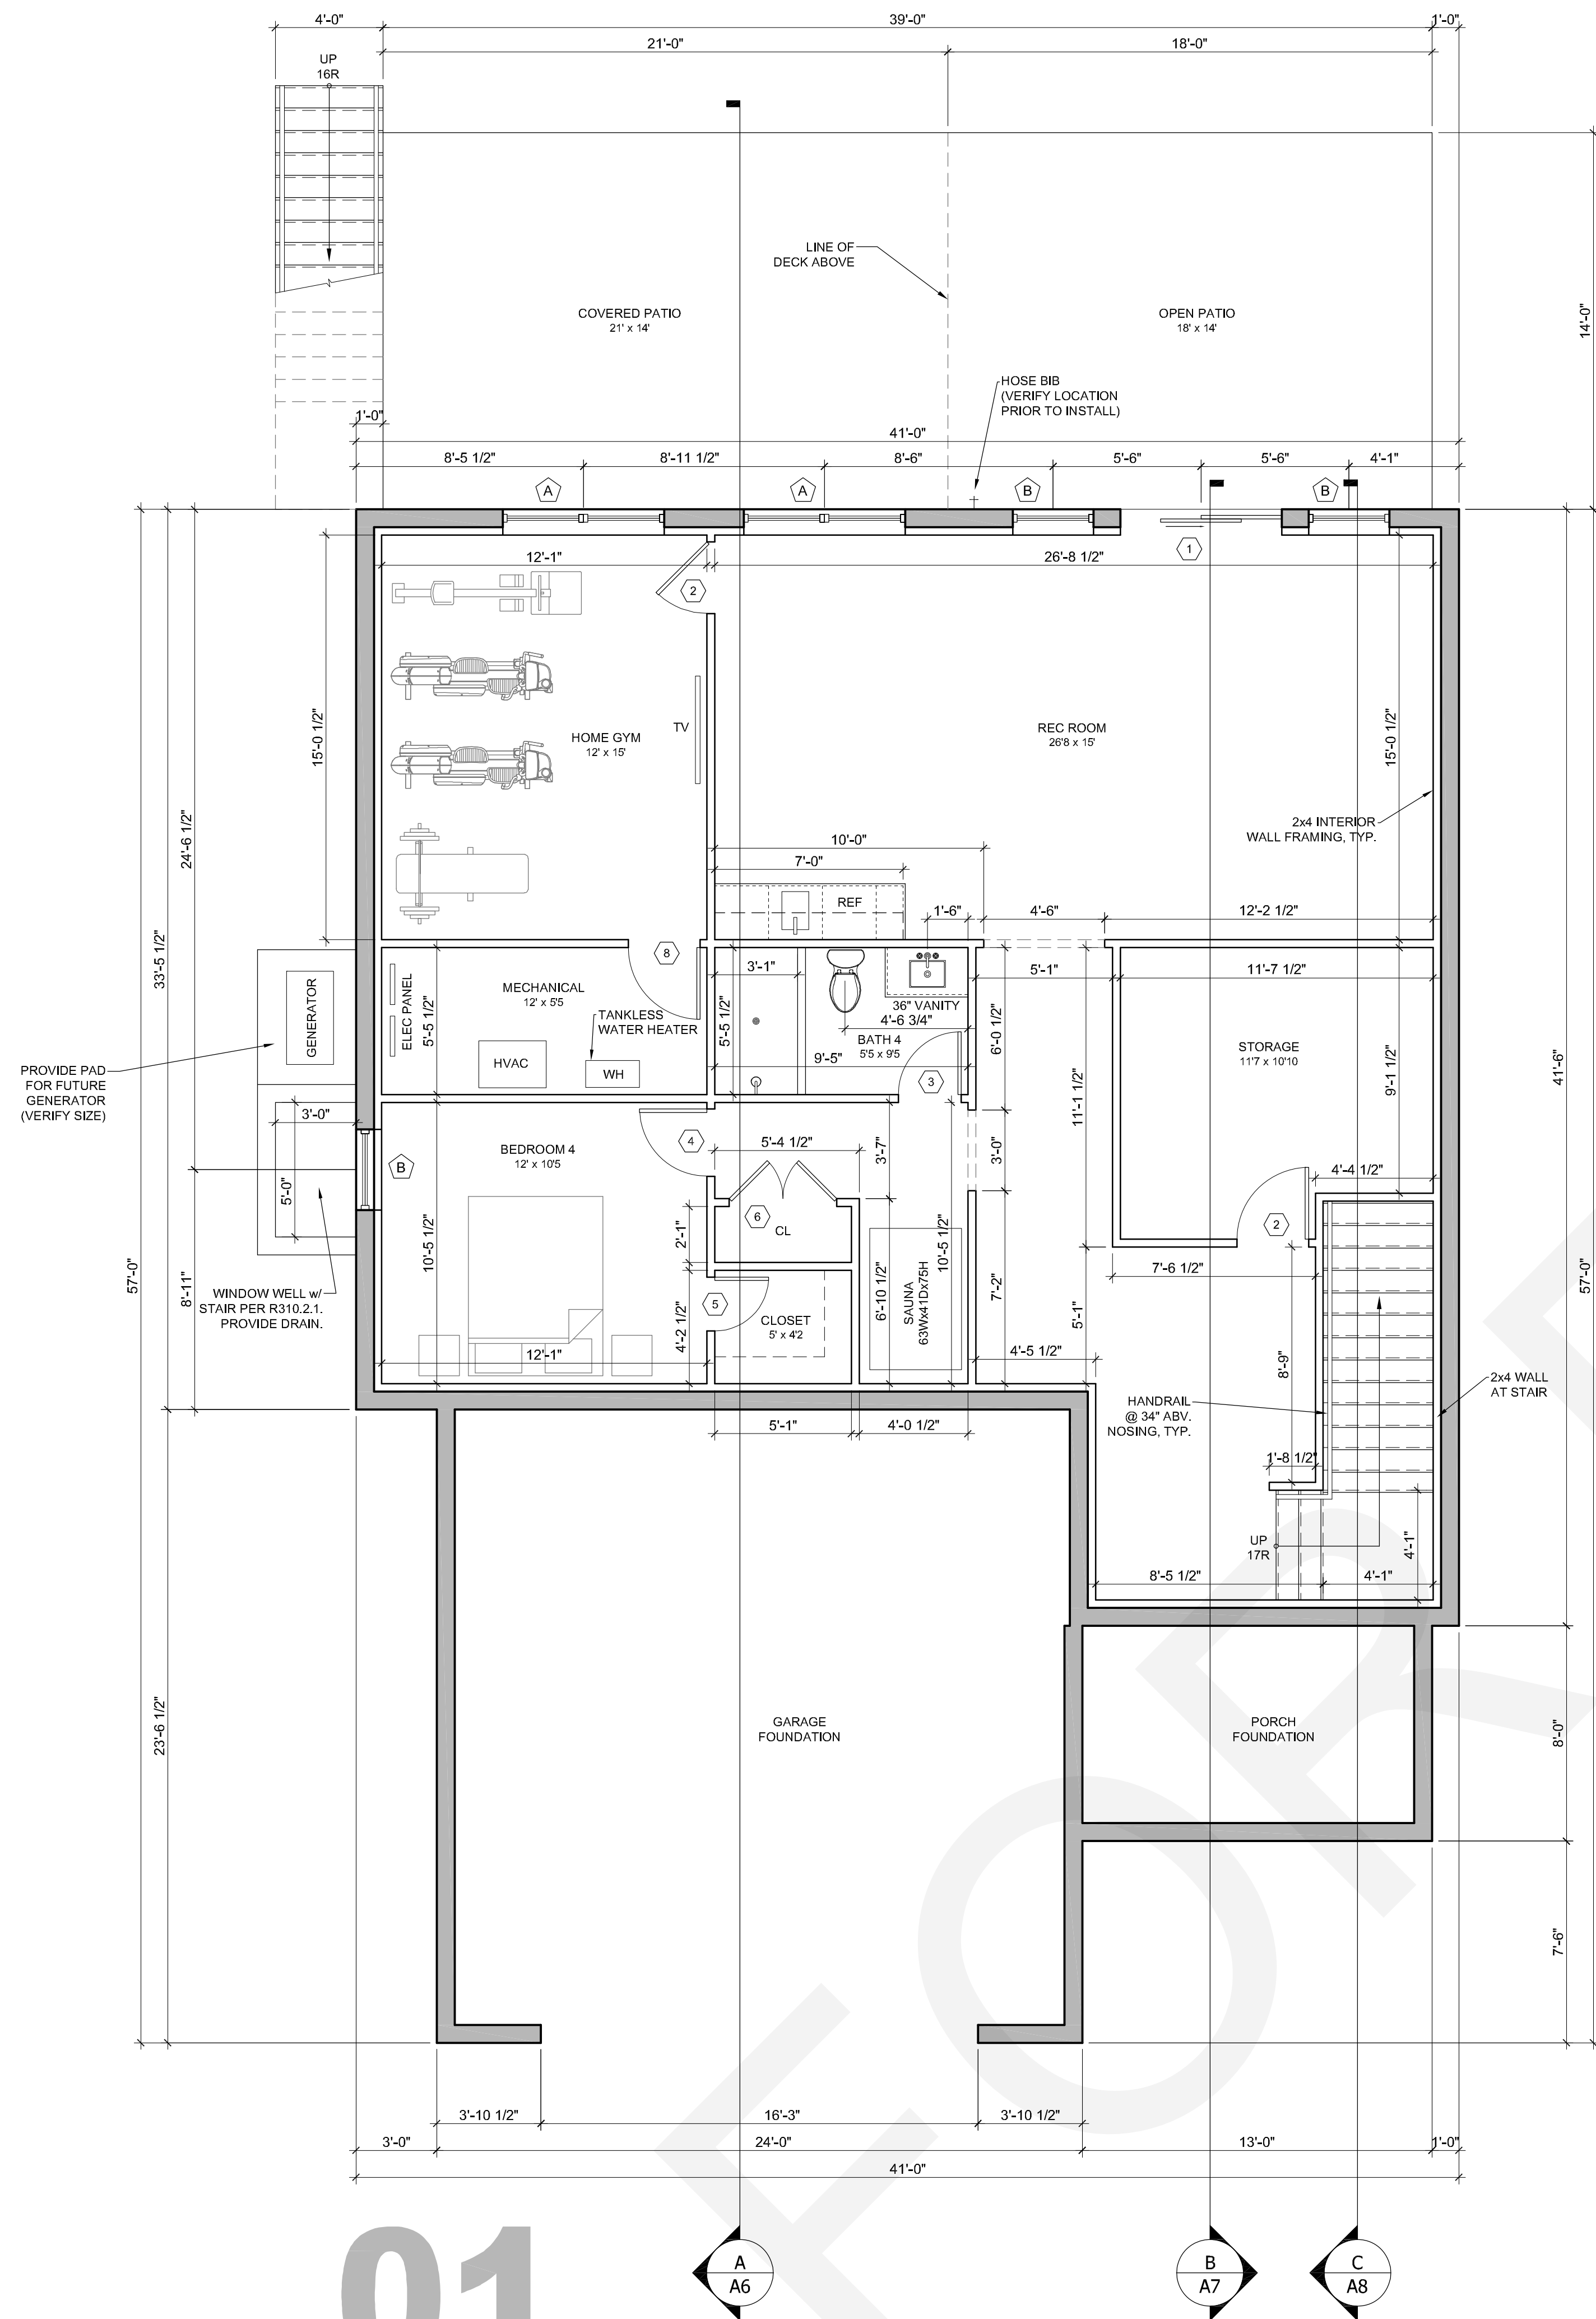 4'-0"
39'-0"
1'-0"
21'-0"
18'-0"
UP
16R
LINE OF
DECK ABOVE
COVERED PATIO
21' x 14'
OPEN PATIO
18' x 14'
14'-0"
HOSE BIB
(VERIFY LOCATION
PRIOR TO INSTALL)
1'-0"
41'-0"
8'-5 1/2"
8'-11 1/2"
8'-6"
5'-6"
5'-6"
4'-1"
A
A
B
B
1
12'-1"
26'-8 1/2"
2
15'-0 1/2"
TV
HOME GYM
12' x 15'
REC ROOM
26'8 x 15'
15'-0 1/2"
2x4 INTERIOR
WALL FRAMING, TYP.
24'-6 1/2"
33'-5 1/2"
57'-0"
10'-0"
7'-0"
REF
1'-6"
4'-6"
12'-2 1/2"
8
MECHANICAL
12' x 5'5
ELEC PANEL
5'-5 1/2"
TANKLESS
WATER HEATER
HVAC
WH
3'-1"
5'-5 1/2"
36" VANITY
4'-6 3/4"
BATH 4
5'5 x 9'5
9'-5"
3
5'-1"
11'-7 1/2"
6'-0 1/2"
11'-1 1/2"
STORAGE
11'7 x 10'10
9'-1 1/2"
41'-6"
57'-0"
GENERATOR
PROVIDE PAD
FOR FUTURE
GENERATOR
(VERIFY SIZE)
3'-0"
5'-0"
B
BEDROOM 4
12' x 10'5
4
5'-4 1/2"
3'-7"
3'-0"
4'-4 1/2"
2
6
CL
2'-1"
10'-5 1/2"
10'-5 1/2"
7'-6 1/2"
WINDOW WELL w/
STAIR PER R310.2.1.
PROVIDE DRAIN.
8'-11"
5
CLOSET
5' x 4'2
4'-2 1/2"
6'-10 1/2"
SAUNA
63Wx41Dx75H
7'-2"
5'-1"
12'-1"
4'-5 1/2"
8'-9"
2x4 WALL
AT STAIR
HANDRAIL
@ 34" ABV.
NOSING, TYP.
5'-1"
4'-0 1/2"
1'-8 1/2"
UP
17R
4'-1"
8'-5 1/2"
4'-1"
23'-6 1/2"
GARAGE
FOUNDATION
PORCH
FOUNDATION
8'-0"
7'-6"
3'-10 1/2"
16'-3"
3'-10 1/2"
3'-0"
24'-0"
13'-0"
1'-0"
41'-0"
01
A
A6
B
A7
C
A8
FOR